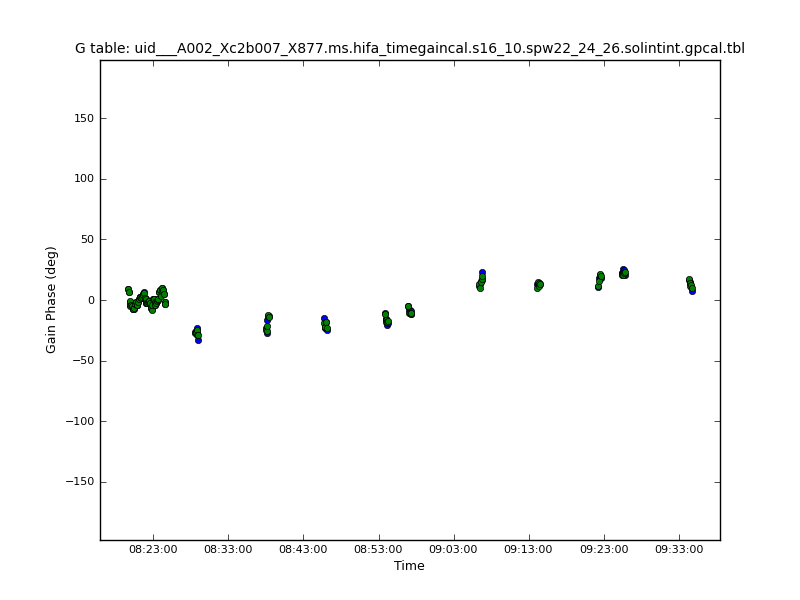 G table: uid___A002_Xc2b007_X877.ms.hifa_timegaincal.s16_10.spw22_24_26.solintint.gpcal.tbl
150
100
50
0
−50
−100
−150
Gain Phase (deg)
08:23:00 08:33:00 08:43:00 08:53:00 09:03:00 09:13:00 09:23:00 09:33:00
Time